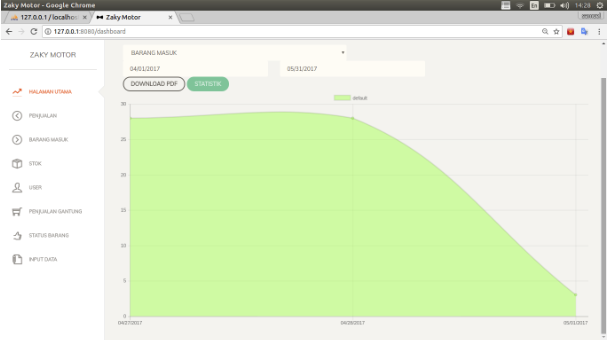 Zaky Motor - Google Chrome
En
14:28
127.0.0.1 / localhos
Zaky Motor
127.0.0.1:8080/dashboard
ZAKY MOTOR
HALAMAN UTAMA
PENJUALAN
BARANG MASUK
STOK
USER
PENJUALAN GANTUNG
STATUS BARANG
INPUT DATA
BARANG MASUK
04/01/2017
05/31/2017
DOWNLOAD PDF
STATISTIK
30
25
20
15
10
5
0
04/27/2017
04/28/2017
05/01/2017